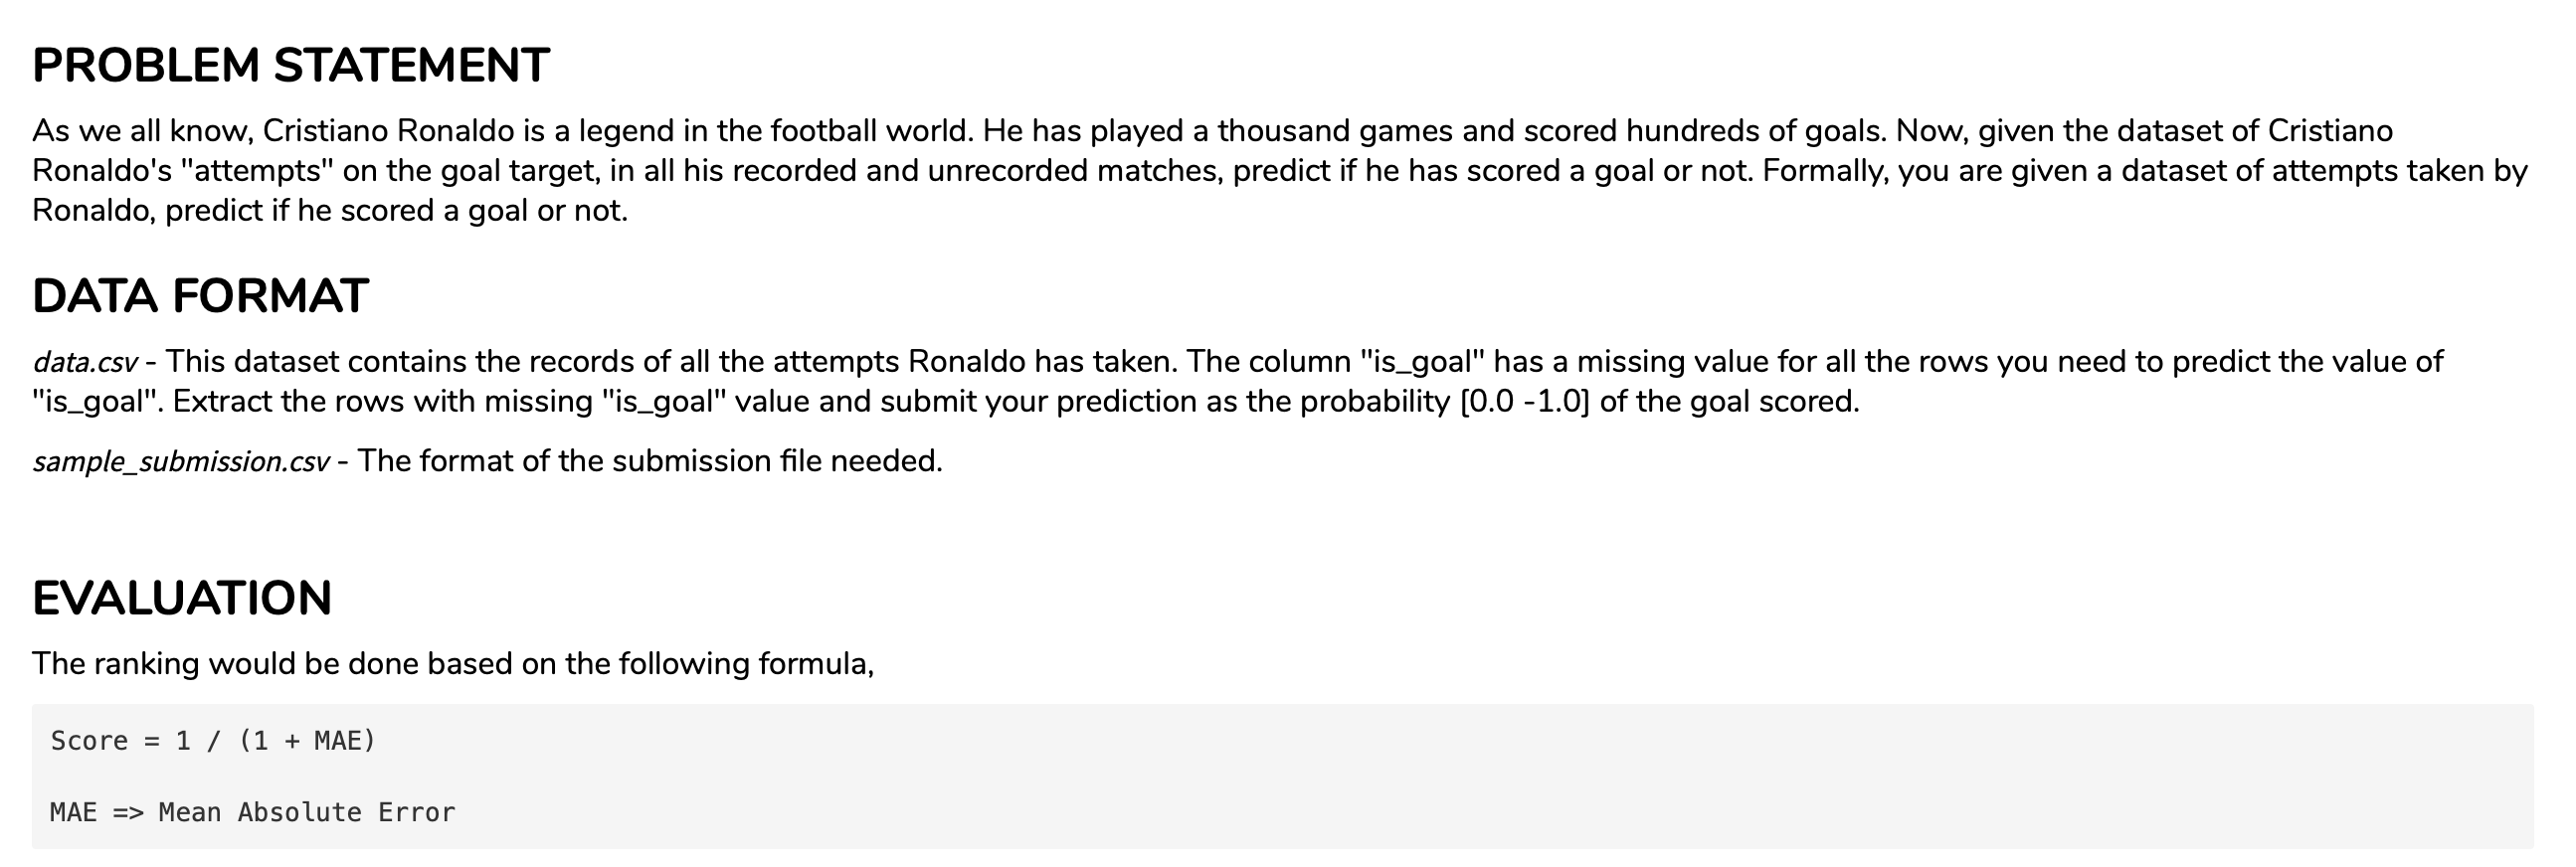 PROBLEM STATEMENT
As we all know, Cristiano Ronaldo is a legend in the football world. He has played a thousand games and scored hundreds of goals. Now, given the dataset of Cristiano
Ronaldo's "attempts" on the goal target, in all his recorded and unrecorded matches, predict if he has scored a goal or not. Formally, you are given a dataset of attempts taken by
Ronaldo, predict if he scored a goal or not.
DATA FORMAT
data.csv - This dataset contains the records of all the attempts Ronaldo has taken. The column "is_goal" has a missing value for all the rows you need to predict the value of
"is_goal". Extract the rows with missing "is_goal" value and submit your prediction as the probability [0.0 -1.0] of the goal scored.
sample_submission.csv - The format of the submission file needed.
EVALUATION
The ranking would be done based on the following formula,
Score = 1 / (1 + MAE)
MAE => Mean Absolute Error